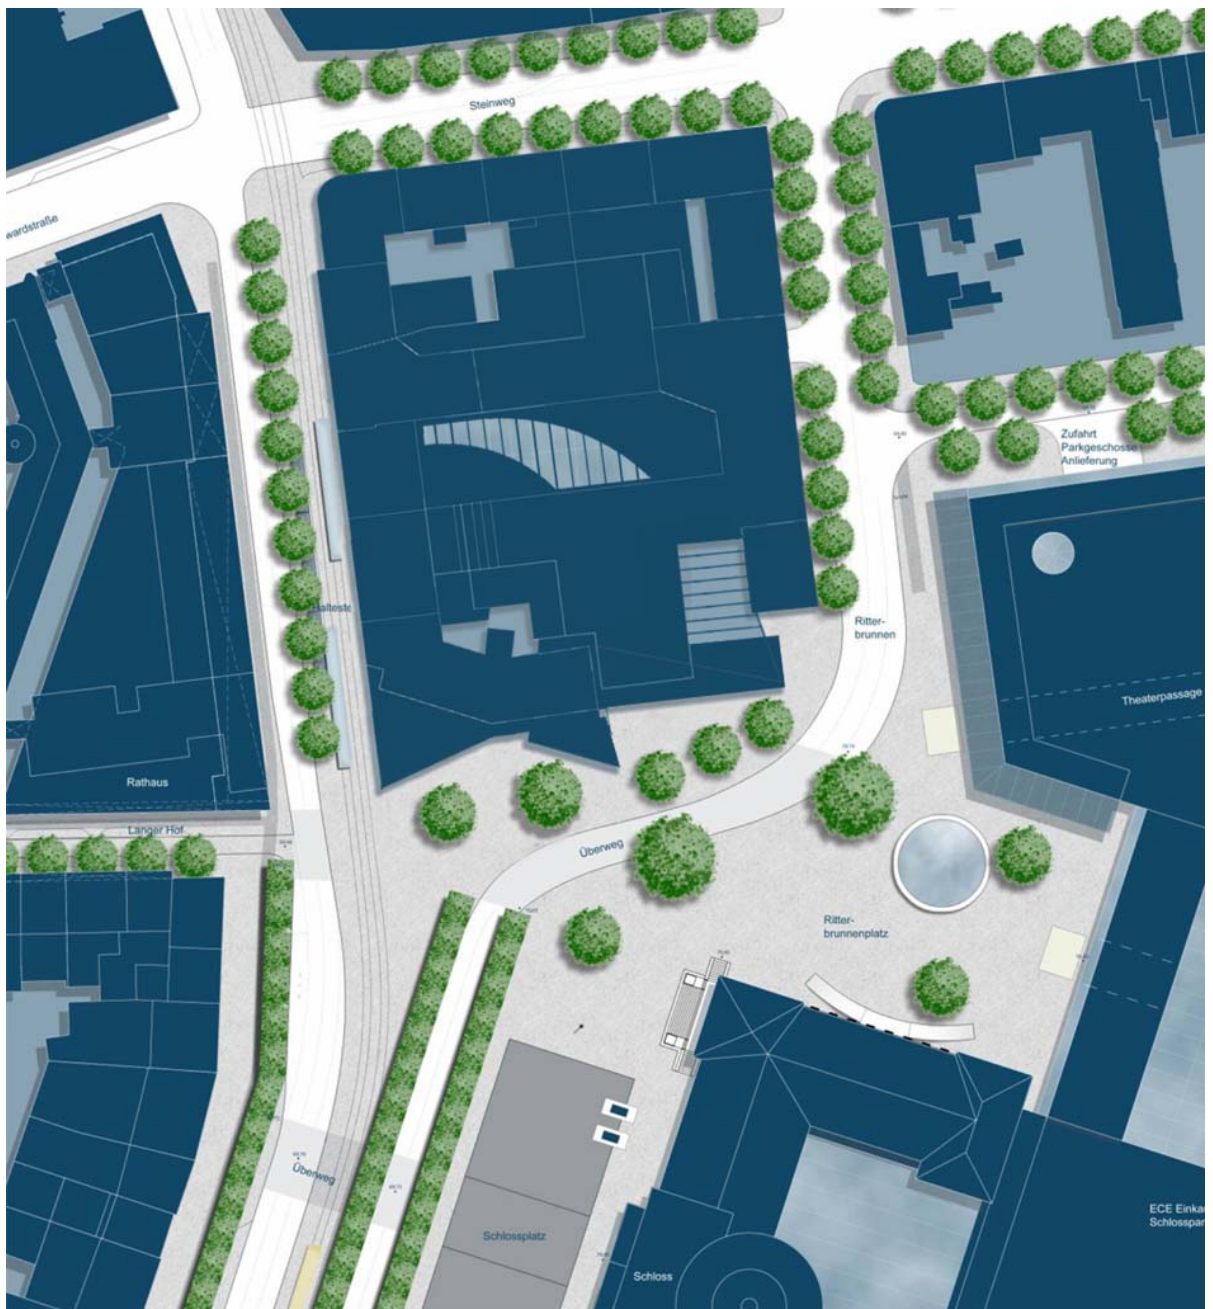 Steinweg
wardstraße
Zufahrt
Parkgeschosse
Anlieferung
Halteste
Ritter-
brunnen
Theaterpassage
Rathaus
Langer Hof
Überweg
Ritter-
brunnenplatz
Überweg
Schlossplatz
ECE Einka
Schlosspar
Schloss